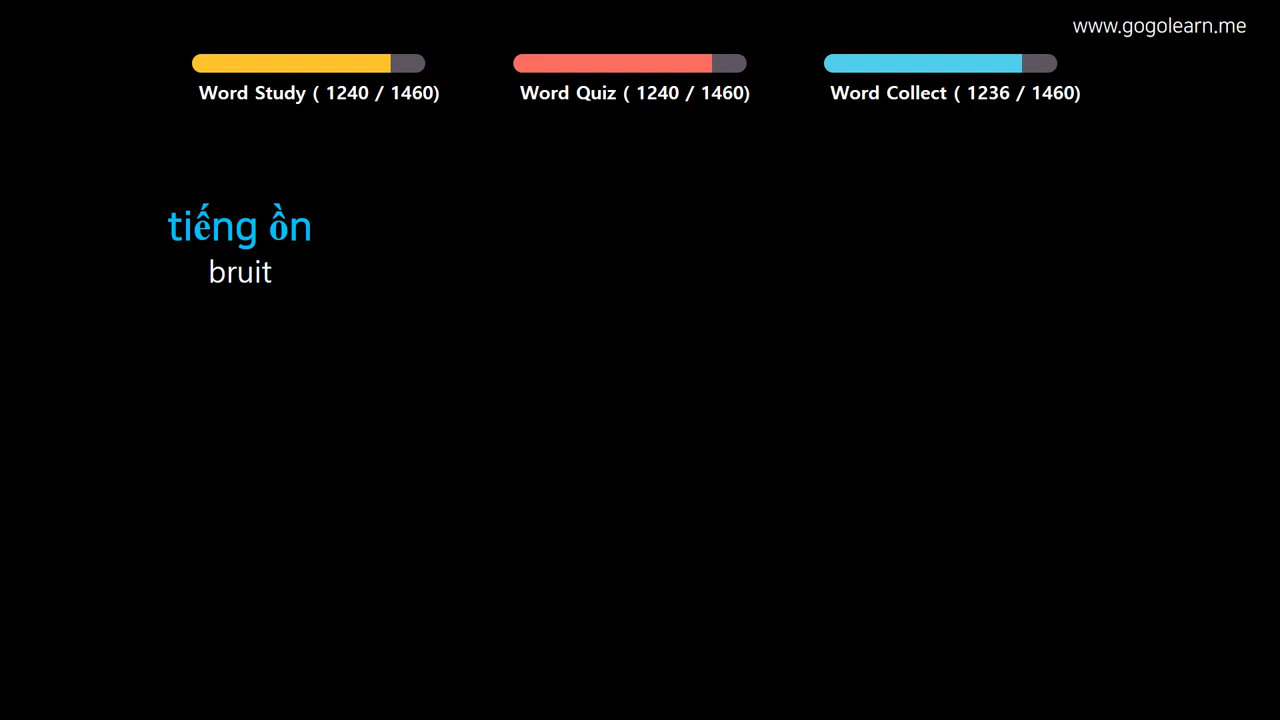 www.gogolearn.me
Word Study ( 1240 / 1460)
Word Quiz ( 1240 / 1460)
Word Collect ( 1236 / 1460)
tiếng ồn
bruit